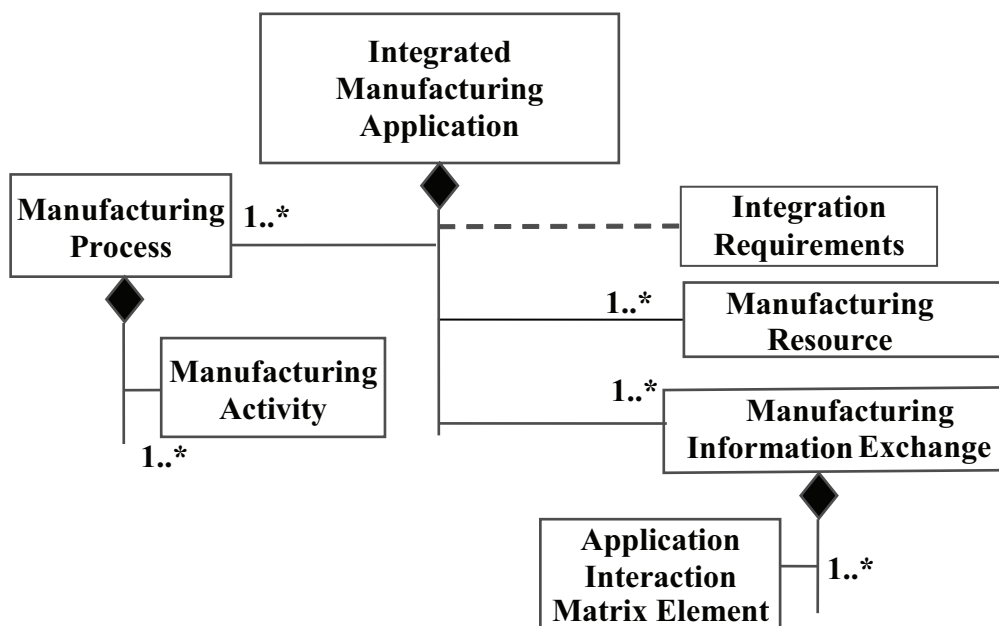 Integrated
Manufacturing
Application
Manufacturing
Process
1..*
Integration
Requirements
1..*
Manufacturing
Resource
Manufacturing
Activity
1..*
1..*
Manufacturing
Information Exchange
Application
Interaction
Matrix Element
1..*